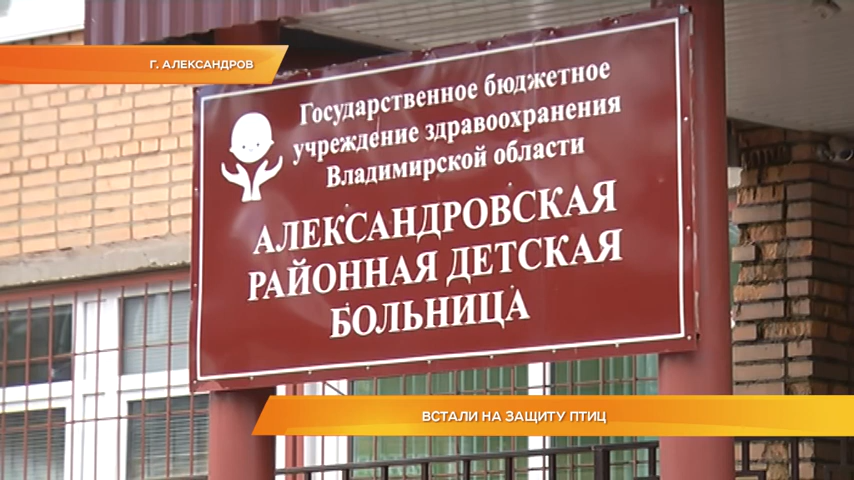 Г. АЛЕКСАНДРОВ
Государственное бюджетное
учреждение здравоохранения
Владимирской области
АЛЕКСАНДРОВСКАЯ
РАЙОННАЯ ДЕТСКАЯ
БОЛЬНИЦА
ВСТАЛИ НА ЗАЩИТУ ПТИЦ